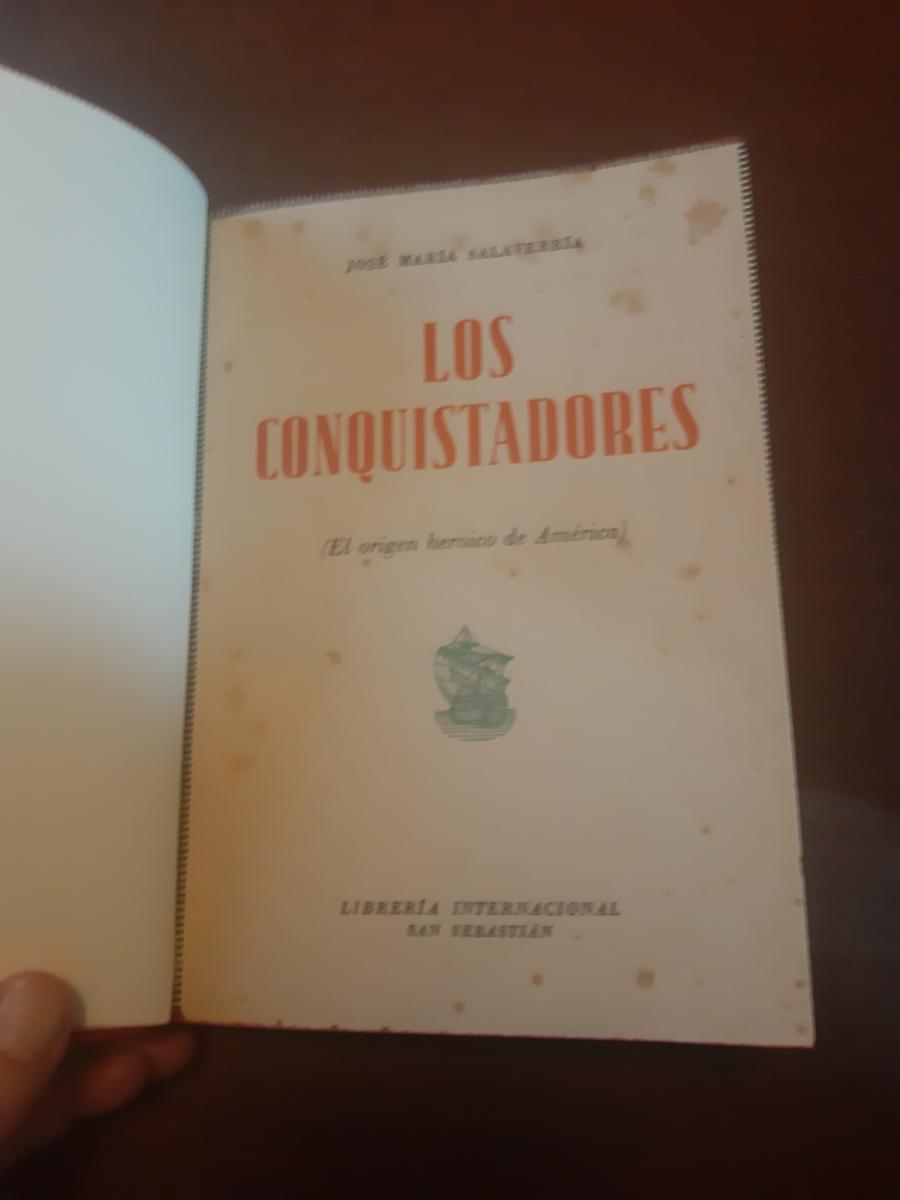 JOSÉ MARÍA SALAVERRÍA
LOS
CONQUISTADORES
(El origen heroico de América)
LIBRERÍA INTERNACIONAL
SAN SEBASTIÁN